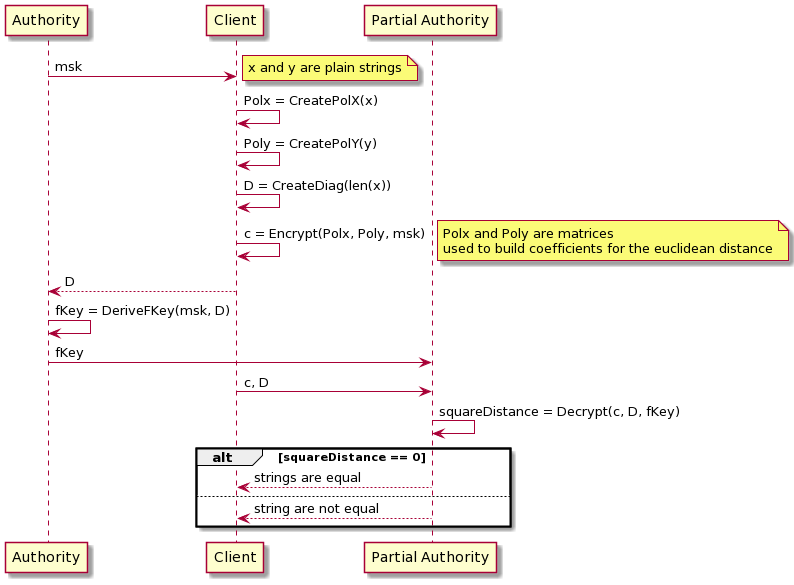 Authority
Client
Partial Authority
msk
x and y are plain strings
Polx = CreatePolX(x)
Poly = CreatePolY(y)
D = CreateDiag(len(x))
c = Encrypt(Polx, Poly, msk)
Polx and Poly are matrices
used to build coefficients for the euclidean distance
D
fKey = DeriveFKey(msk, D)
fKey
c, D
squareDistance = Decrypt(c, D, fKey)
alt
[squareDistance == 0]
strings are equal
string are not equal
Authority
Client
Partial Authority